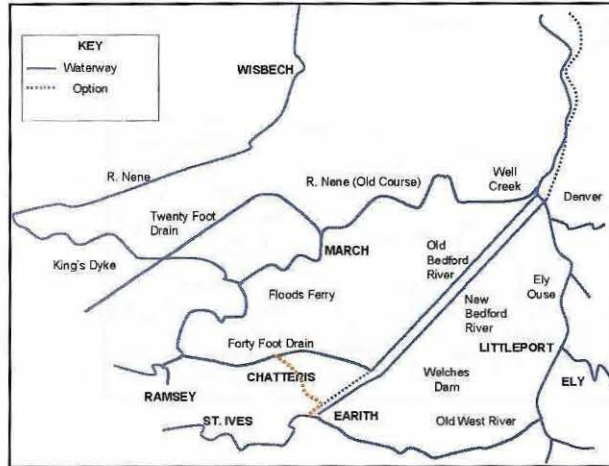 KEY
Waterway
Option
WISBECH
R. Nene
R. Nene (Old Course)
Well
Creek
Denver
Twenty Foot
Drain
MARCH
King's Dyke
Old
Bedford
River
Floods Ferry
Ely
Ouse
New
Bedford
River
Forty Foot Drain
LITTLEPORT
CHATTERIS
Welches
Dam
ELY
RAMSEY
ST. IVES
EARITH
Old West River